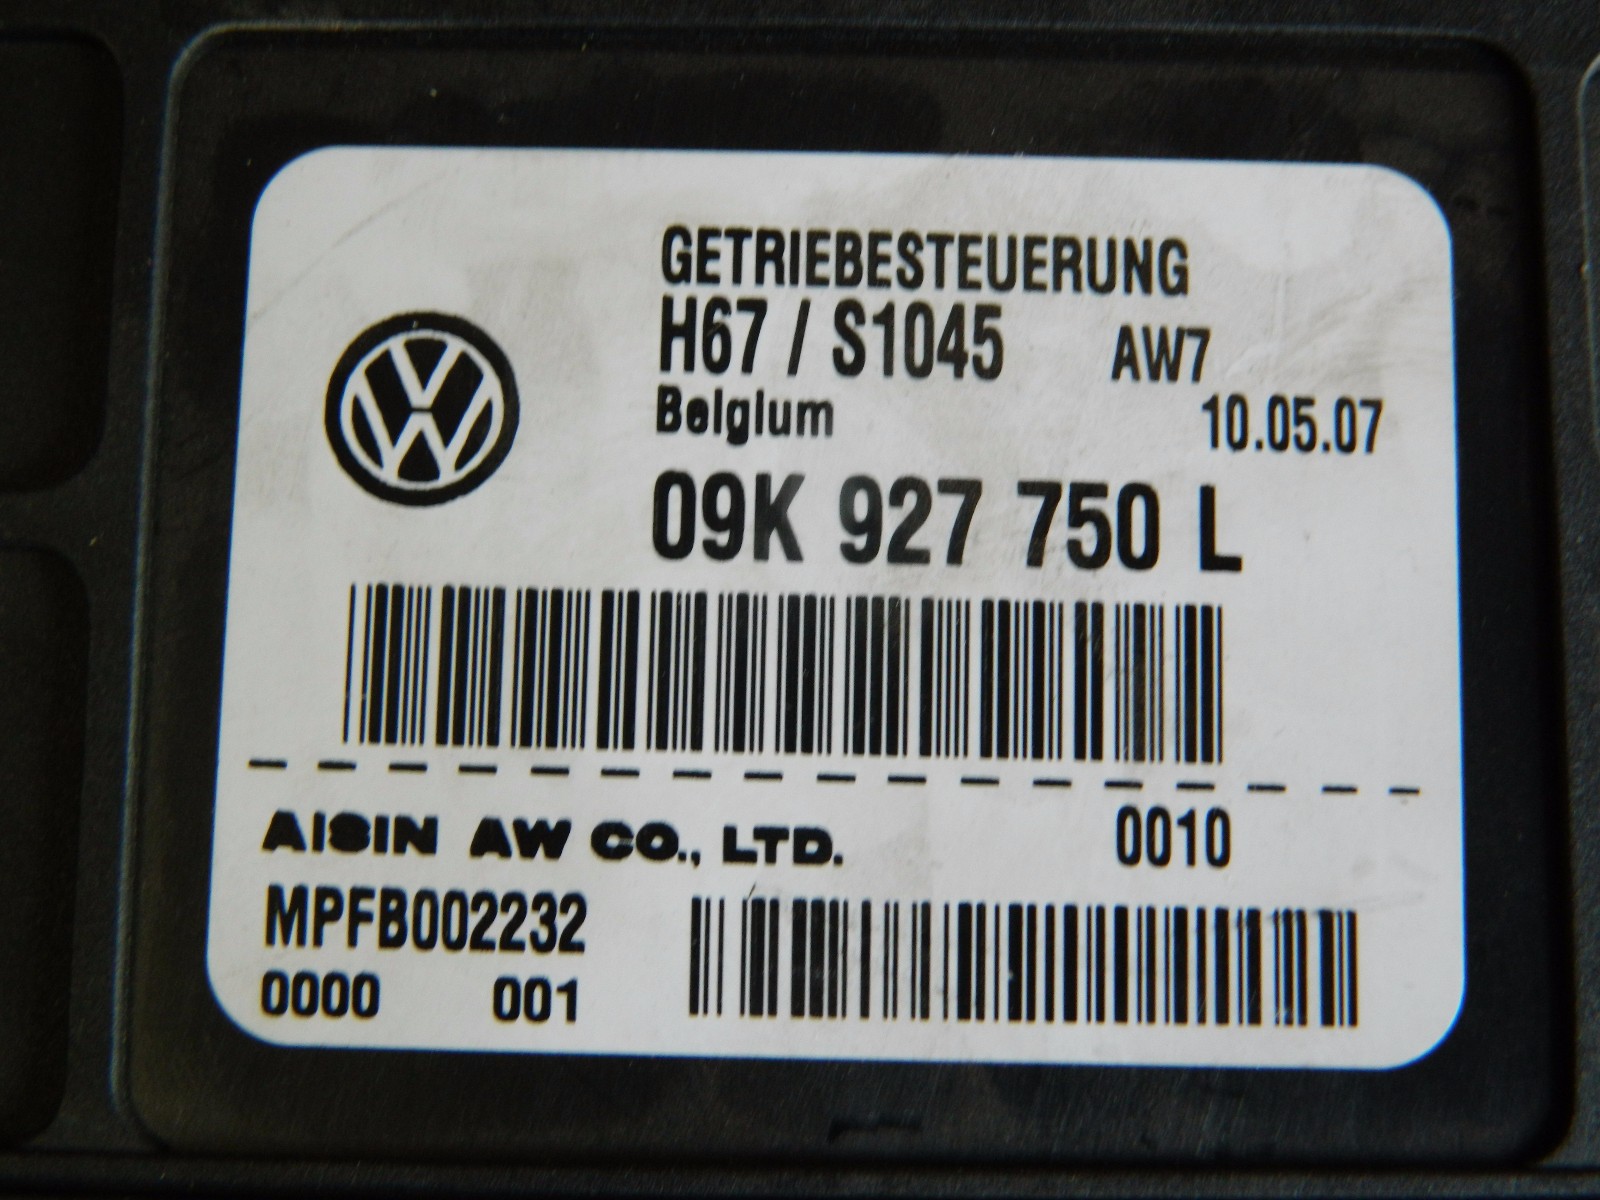 GETRIEBESTEUERUNG
H67 / S1045 AW7
Belgium 10.05.07
09K 927 750 L
AISIN AW CO., LTD. 0010
MPFB002232
0000 001